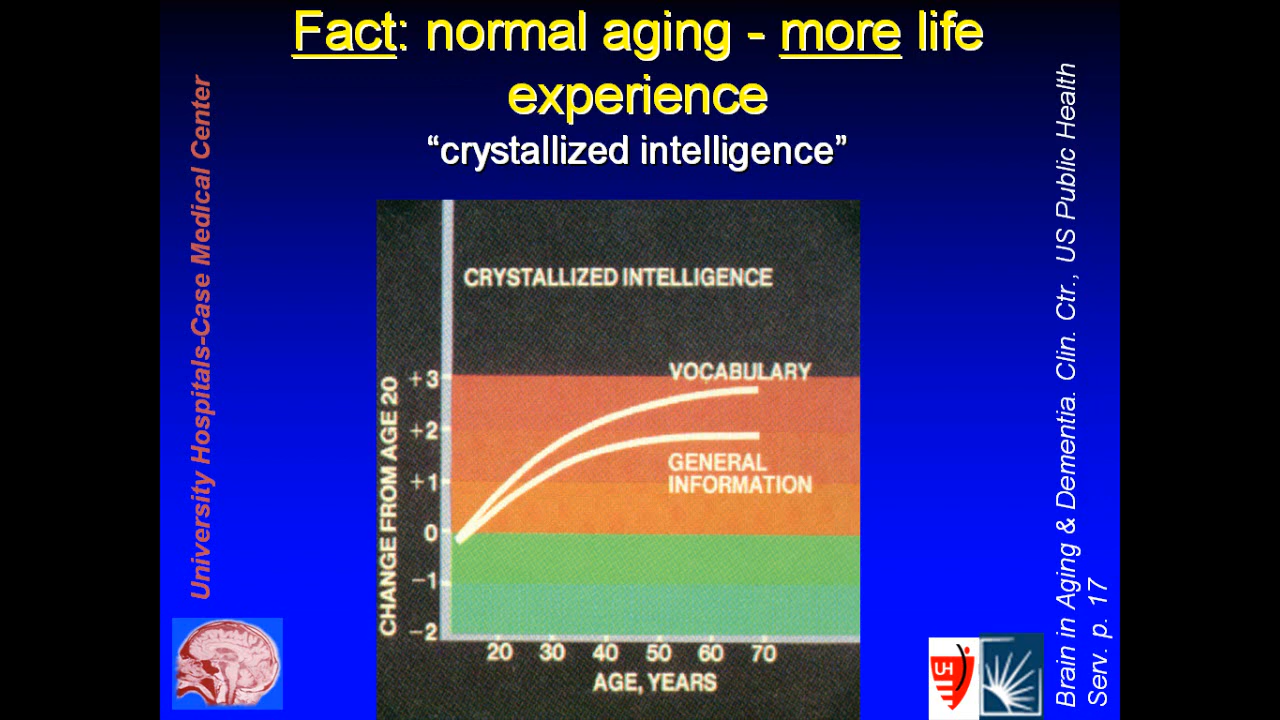 Fact: normal aging - more life
experience
“crystallized intelligence”
University Hospitals-Case Medical Center
CRYSTALLIZED INTELLIGENCE
VOCABULARY
GENERAL
INFORMATION
CHANGE FROM AGE 20
+3
+2
+1
0
−1
−2
20 30 40 50 60 70
AGE, YEARS
UH
Brain in Aging & Dementia. Clin. Ctr., US Public Health
Serv. p. 17